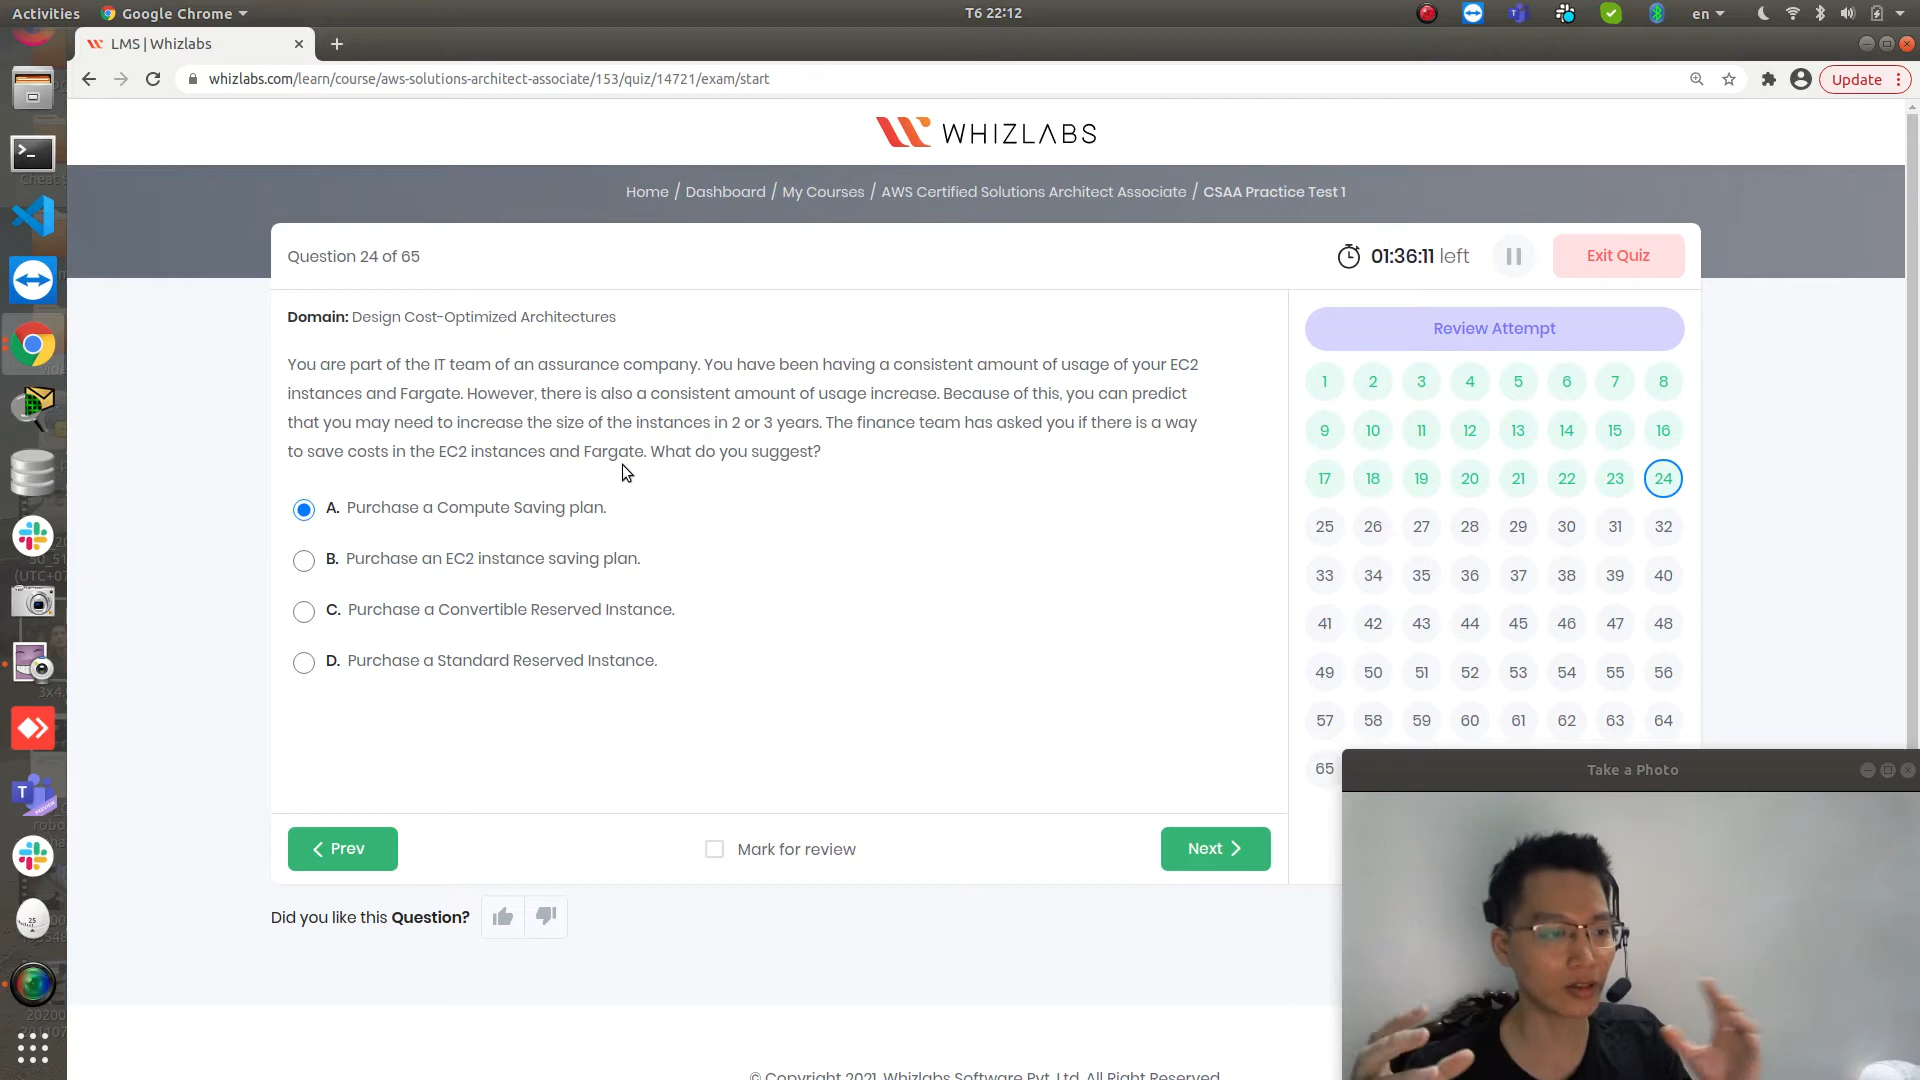 Activities
Google Chrome
T6 22:12
en
LMS | Whizlabs
whizlabs.com/learn/course/aws-solutions-architect-associate/153/quiz/14721/exam/start
Update
WHIZLABS
Home / Dashboard / My Courses / AWS Certified Solutions Architect Associate / CSAA Practice Test 1
Question 24 of 65
01:36:11 left
Exit Quiz
Domain: Design Cost-Optimized Architectures
You are part of the IT team of an assurance company. You have been having a consistent amount of usage of your EC2
instances and Fargate. However, there is also a consistent amount of usage increase. Because of this, you can predict
that you may need to increase the size of the instances in 2 or 3 years. The finance team has asked you if there is a way
to save costs in the EC2 instances and Fargate. What do you suggest?
A. Purchase a Compute Saving plan.
B. Purchase an EC2 instance saving plan.
C. Purchase a Convertible Reserved Instance.
D. Purchase a Standard Reserved Instance.
Prev
Mark for review
Next
Did you like this Question?
Review Attempt
1 2 3 4 5 6 7 8
9 10 11 12 13 14 15 16
17 18 19 20 21 22 23 24
25 26 27 28 29 30 31 32
33 34 35 36 37 38 39 40
41 42 43 44 45 46 47 48
49 50 51 52 53 54 55 56
57 58 59 60 61 62 63 64
65
Take a Photo
© Copyright 2021. Whizlabs Software Pvt. Ltd. All Right Reserved